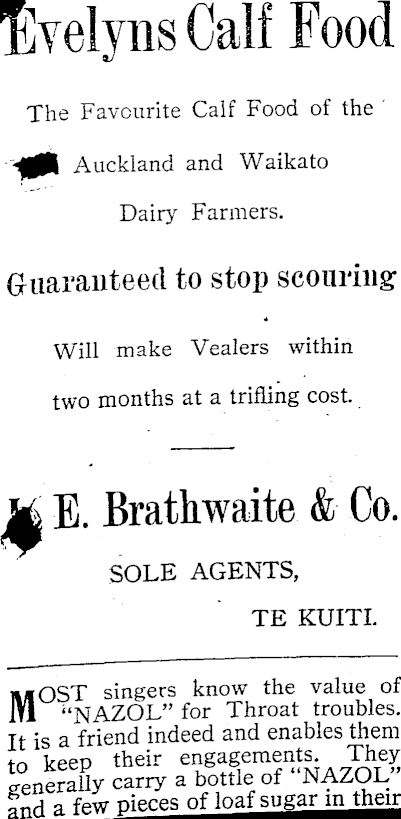 Evelyns Calf Food
The Favourite Calf Food of the
Auckland and Waikato
Dairy Farmers.
Guaranteed to stop scouring
Will make Vealers within
two months at a trifling cost.
E. Brathwaite & Co.
SOLE AGENTS,
TE KUITI.
MOST singers know the value of
"NAZOL" for Throat troubles.
It is a friend indeed and enables them
to keep their engagements. They
generally carry a bottle of "NAZOL"
and a few pieces of loaf sugar in their